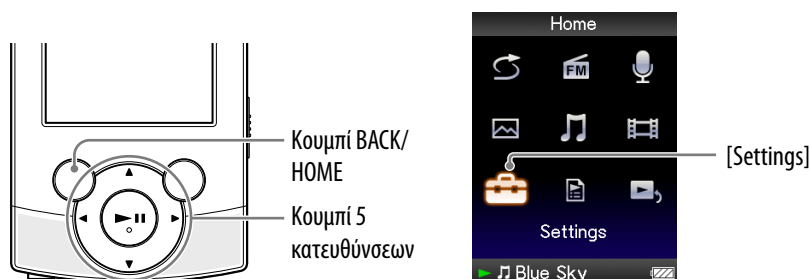 Κουμπί BACK/
HOME
Κουμπί 5
κατευθύνσεων
Home
FM
[Settings]
Settings
Blue Sky